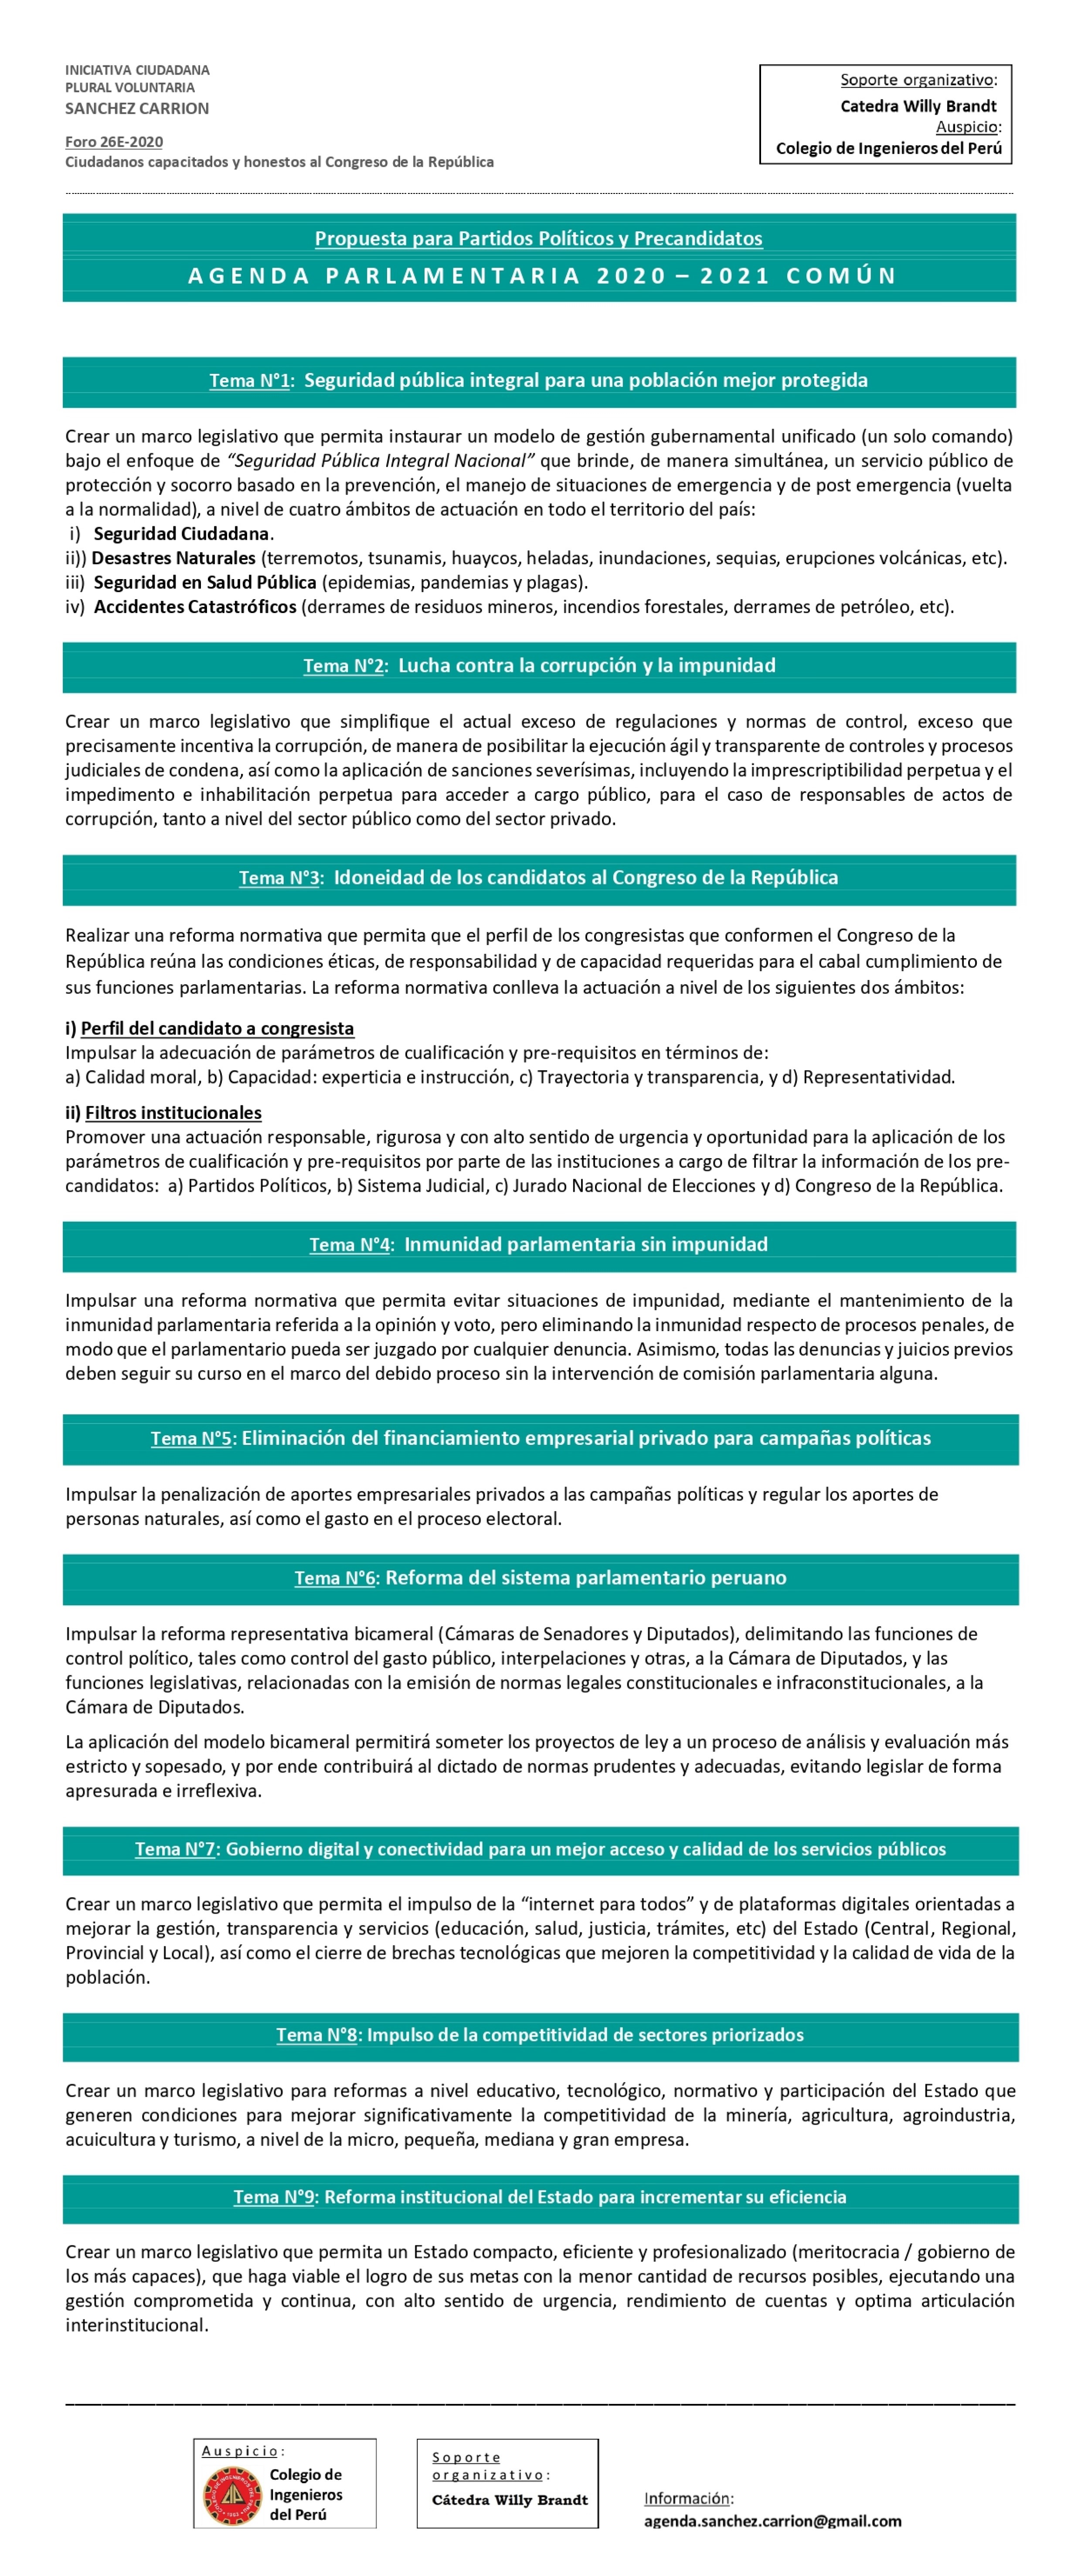 INICIATIVA CIUDADANA
PLURAL VOLUNTARIA
SANCHEZ CARRION
Foro 26E-2020
Ciudadanos capacitados y honestos al Congreso de la República
Soporte organizativo:
Catedra Willy Brandt
Auspicio:
Colegio de Ingenieros del Perú
Propuesta para Partidos Políticos y Precandidatos
AGENDA PARLAMENTARIA 2020 – 2021 COMÚN
Tema N°1: Seguridad pública integral para una población mejor protegida
Crear un marco legislativo que permita instaurar un modelo de gestión gubernamental unificado (un solo comando)
bajo el enfoque de “Seguridad Pública Integral Nacional” que brinde, de manera simultánea, un servicio público de
protección y socorro basado en la prevención, el manejo de situaciones de emergencia y de post emergencia (vuelta
a la normalidad), a nivel de cuatro ámbitos de actuación en todo el territorio del país:
i) Seguridad Ciudadana.
ii)) Desastres Naturales (terremotos, tsunamis, huaycos, heladas, inundaciones, sequias, erupciones volcánicas, etc).
iii) Seguridad en Salud Pública (epidemias, pandemias y plagas).
iv) Accidentes Catastróficos (derrames de residuos mineros, incendios forestales, derrames de petróleo, etc).
Tema N°2: Lucha contra la corrupción y la impunidad
Crear un marco legislativo que simplifique el actual exceso de regulaciones y normas de control, exceso que
precisamente incentiva la corrupción, de manera de posibilitar la ejecución ágil y transparente de controles y procesos
judiciales de condena, así como la aplicación de sanciones severísimas, incluyendo la imprescriptibilidad perpetua y el
impedimento e inhabilitación perpetua para acceder a cargo público, para el caso de responsables de actos de
corrupción, tanto a nivel del sector público como del sector privado.
Tema N°3: Idoneidad de los candidatos al Congreso de la República
Realizar una reforma normativa que permita que el perfil de los congresistas que conformen el Congreso de la
República reúna las condiciones éticas, de responsabilidad y de capacidad requeridas para el cabal cumplimiento de
sus funciones parlamentarias. La reforma normativa conlleva la actuación a nivel de los siguientes dos ámbitos:
i) Perfil del candidato a congresista
Impulsar la adecuación de parámetros de cualificación y pre-requisitos en términos de:
a) Calidad moral, b) Capacidad: experticia e instrucción, c) Trayectoria y transparencia, y d) Representatividad.
ii) Filtros institucionales
Promover una actuación responsable, rigurosa y con alto sentido de urgencia y oportunidad para la aplicación de los
parámetros de cualificación y pre-requisitos por parte de las instituciones a cargo de filtrar la información de los pre-
candidatos: a) Partidos Políticos, b) Sistema Judicial, c) Jurado Nacional de Elecciones y d) Congreso de la República.
Tema N°4: Inmunidad parlamentaria sin impunidad
Impulsar una reforma normativa que permita evitar situaciones de impunidad, mediante el mantenimiento de la
inmunidad parlamentaria referida a la opinión y voto, pero eliminando la inmunidad respecto de procesos penales, de
modo que el parlamentario pueda ser juzgado por cualquier denuncia. Asimismo, todas las denuncias y juicios previos
deben seguir su curso en el marco del debido proceso sin la intervención de comisión parlamentaria alguna.
Tema N°5: Eliminación del financiamiento empresarial privado para campañas políticas
Impulsar la penalización de aportes empresariales privados a las campañas políticas y regular los aportes de
personas naturales, así como el gasto en el proceso electoral.
Tema N°6: Reforma del sistema parlamentario peruano
Impulsar la reforma representativa bicameral (Cámaras de Senadores y Diputados), delimitando las funciones de
control político, tales como control del gasto público, interpelaciones y otras, a la Cámara de Diputados, y las
funciones legislativas, relacionadas con la emisión de normas legales constitucionales e infraconstitucionales, a la
Cámara de Diputados.
La aplicación del modelo bicameral permitirá someter los proyectos de ley a un proceso de análisis y evaluación más
estricto y sopesado, y por ende contribuirá al dictado de normas prudentes y adecuadas, evitando legislar de forma
apresurada e irreflexiva.
Tema N°7: Gobierno digital y conectividad para un mejor acceso y calidad de los servicios públicos
Crear un marco legislativo que permita el impulso de la “internet para todos” y de plataformas digitales orientadas a
mejorar la gestión, transparencia y servicios (educación, salud, justicia, trámites, etc) del Estado (Central, Regional,
Provincial y Local), así como el cierre de brechas tecnológicas que mejoren la competitividad y la calidad de vida de la
población.
Tema N°8: Impulso de la competitividad de sectores priorizados
Crear un marco legislativo para reformas a nivel educativo, tecnológico, normativo y participación del Estado que
generen condiciones para mejorar significativamente la competitividad de la minería, agricultura, agroindustria,
acuicultura y turismo, a nivel de la micro, pequeña, mediana y gran empresa.
Tema N°9: Reforma institucional del Estado para incrementar su eficiencia
Crear un marco legislativo que permita un Estado compacto, eficiente y profesionalizado (meritocracia / gobierno de
los más capaces), que haga viable el logro de sus metas con la menor cantidad de recursos posibles, ejecutando una
gestión comprometida y continua, con alto sentido de urgencia, rendimiento de cuentas y optima articulación
interinstitucional.
Auspicio:
Colegio de
Ingenieros
del Perú
Soporte
organizativo:
Cátedra Willy Brandt
Información:
agenda.sanchez.carrion@gmail.com